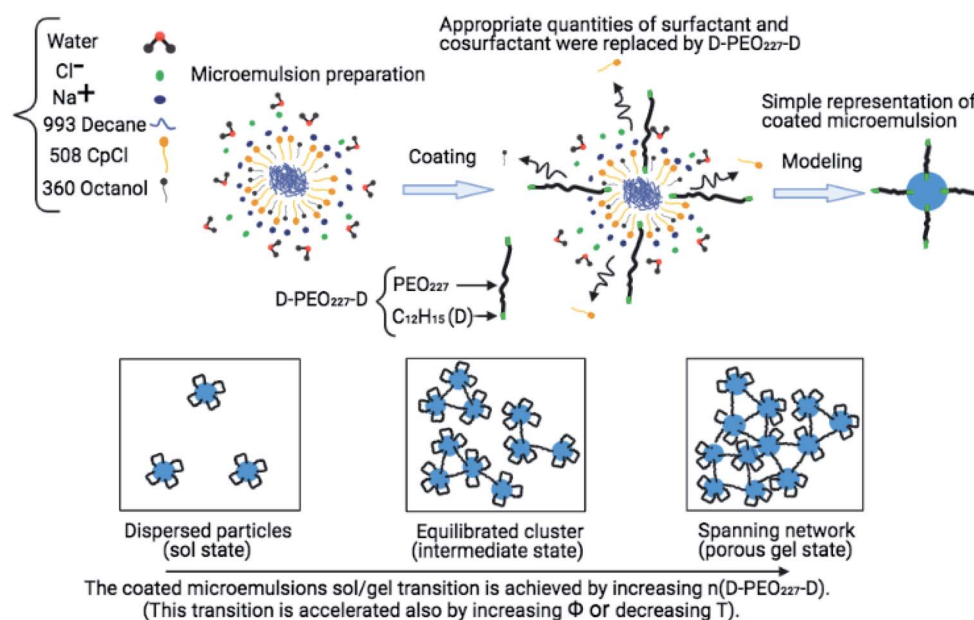 Water
Cl⁻
Na⁺
993 Decane
508 CpCl
360 Octanol
Microemulsion preparation
Coating
Appropriate quantities of surfactant and
cosurfactant were replaced by D-PEO₂₂₇-D
Modeling
Simple representation of
coated microemulsion
D-PEO₂₂₇-D
PEO₂₂₇
C₁₂H₁₅ (D)
Dispersed particles
(sol state)
Equilibrated cluster
(intermediate state)
Spanning network
(porous gel state)
The coated microemulsions sol/gel transition is achieved by increasing n(D-PEO₂₂₇-D).
(This transition is accelerated also by increasing Φ or decreasing T).